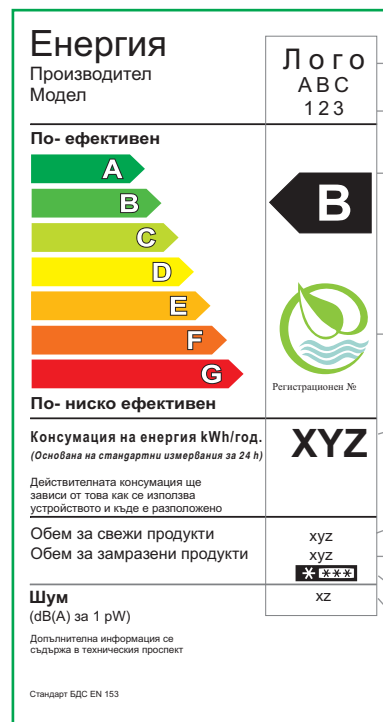 Енергия
Производител
Модел
Лого
ABC
123
По- ефективен
A
B
C
D
E
F
G
B
Регистрационен №
По- ниско ефективен
Консумация на енергия kWh/год.
(Основана на стандартни измервания за 24 h)
XYZ
Действителната консумация ще
зависи от това как се използва
устройството и къде е разположено
Обем за свежи продукти xyz
Обем за замразени продукти xyz
* ***
Шум xz
(dB(A) за 1 pW)
Допълнителна информация се
съдържа в техническия проспект
Стандарт БДС EN 153